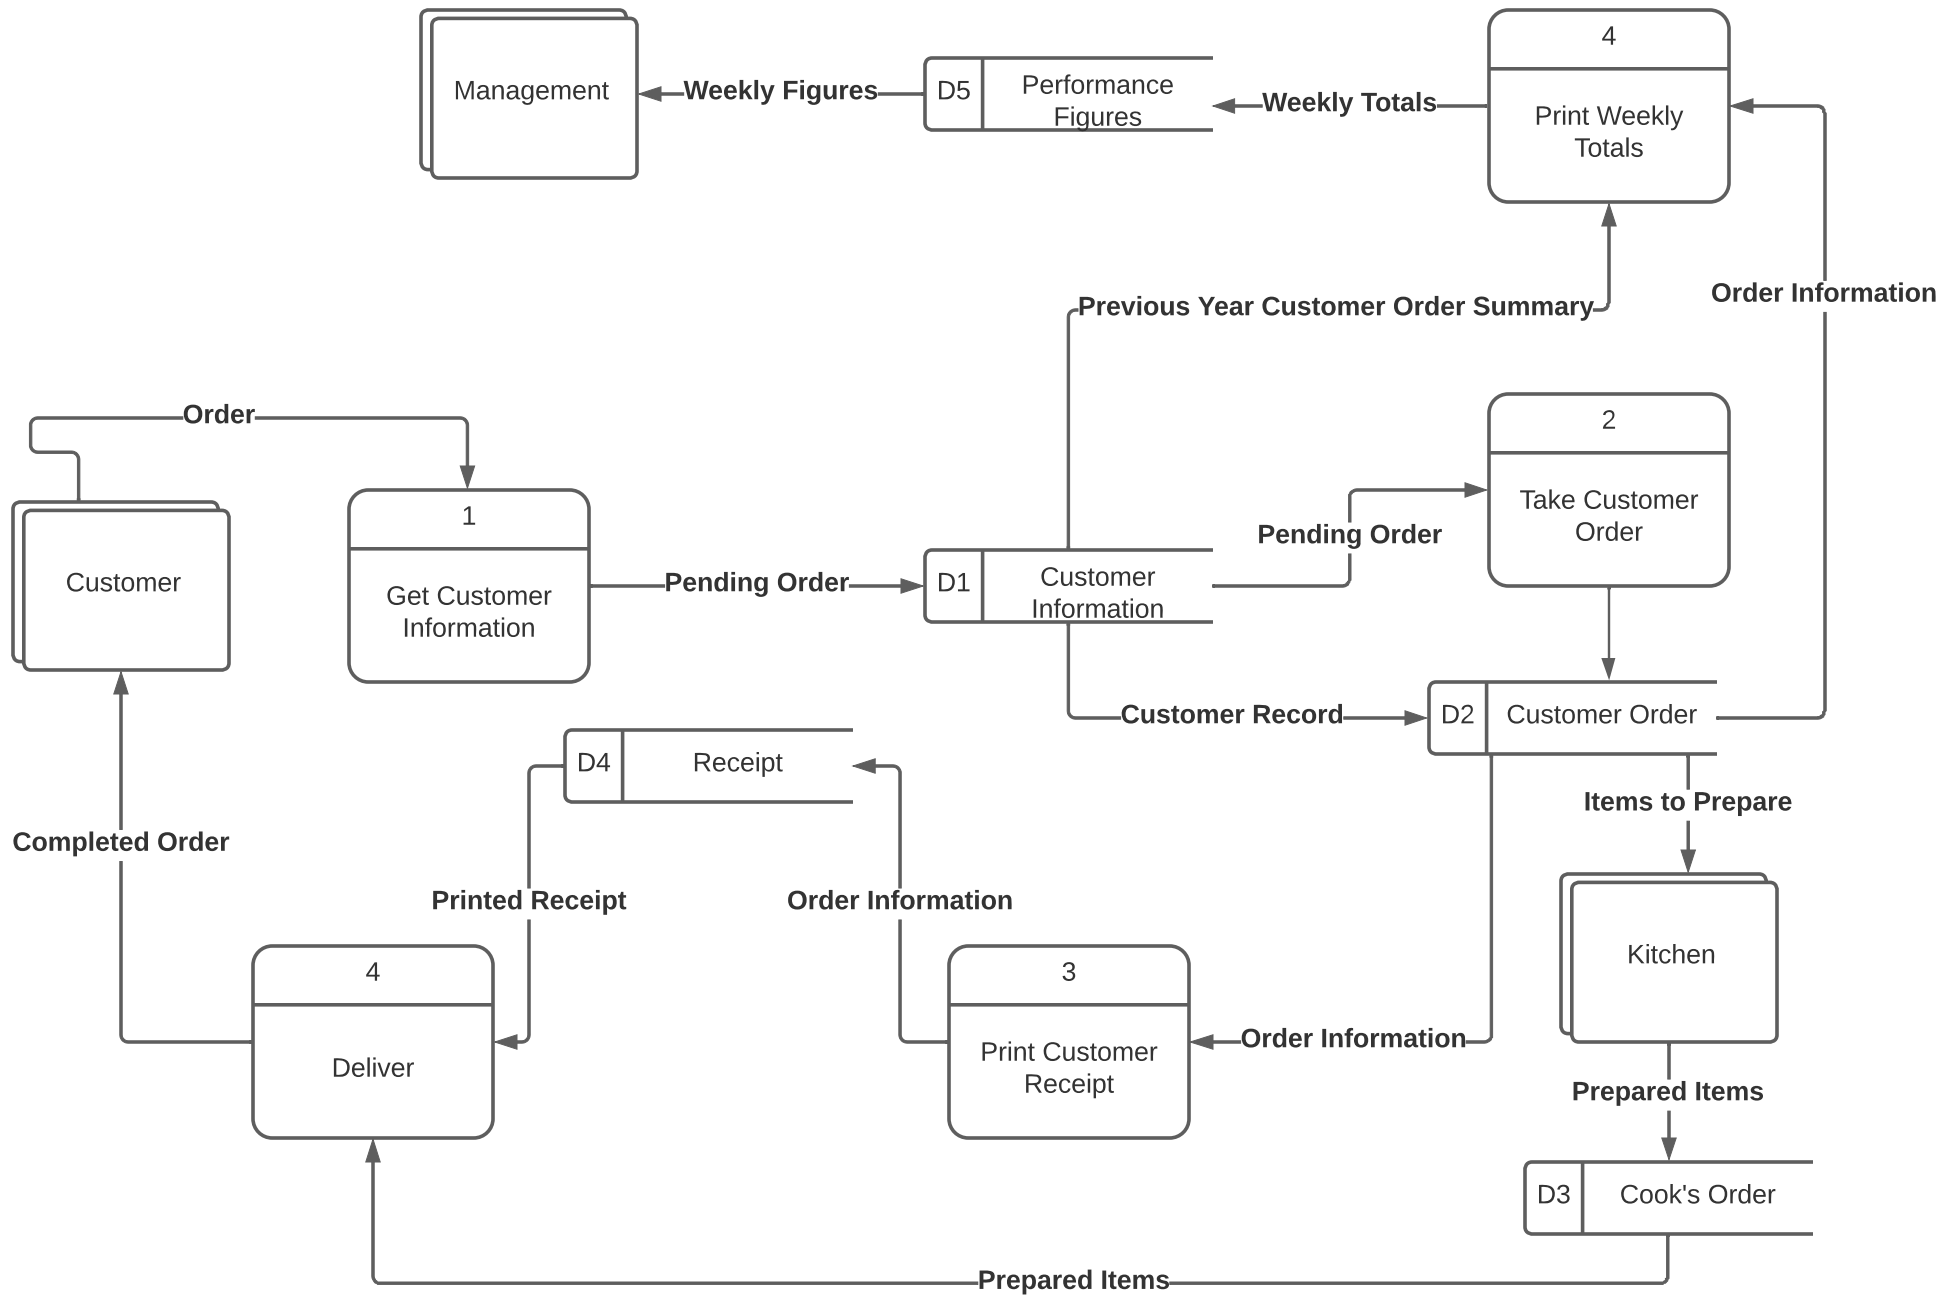 4
Management
Weekly Figures
D5
Performance
Figures
Weekly Totals
Print Weekly
Totals
Order Information
Previous Year Customer Order Summary
Order
2
Take Customer
Order
1
Get Customer
Information
Customer
Pending Order
D1
Customer
Information
Pending Order
Customer Record
D2
Customer Order
D4
Receipt
Items to Prepare
Completed Order
Printed Receipt
Order Information
Kitchen
4
Deliver
3
Print Customer
Receipt
Order Information
Prepared Items
D3
Cook's Order
Prepared Items